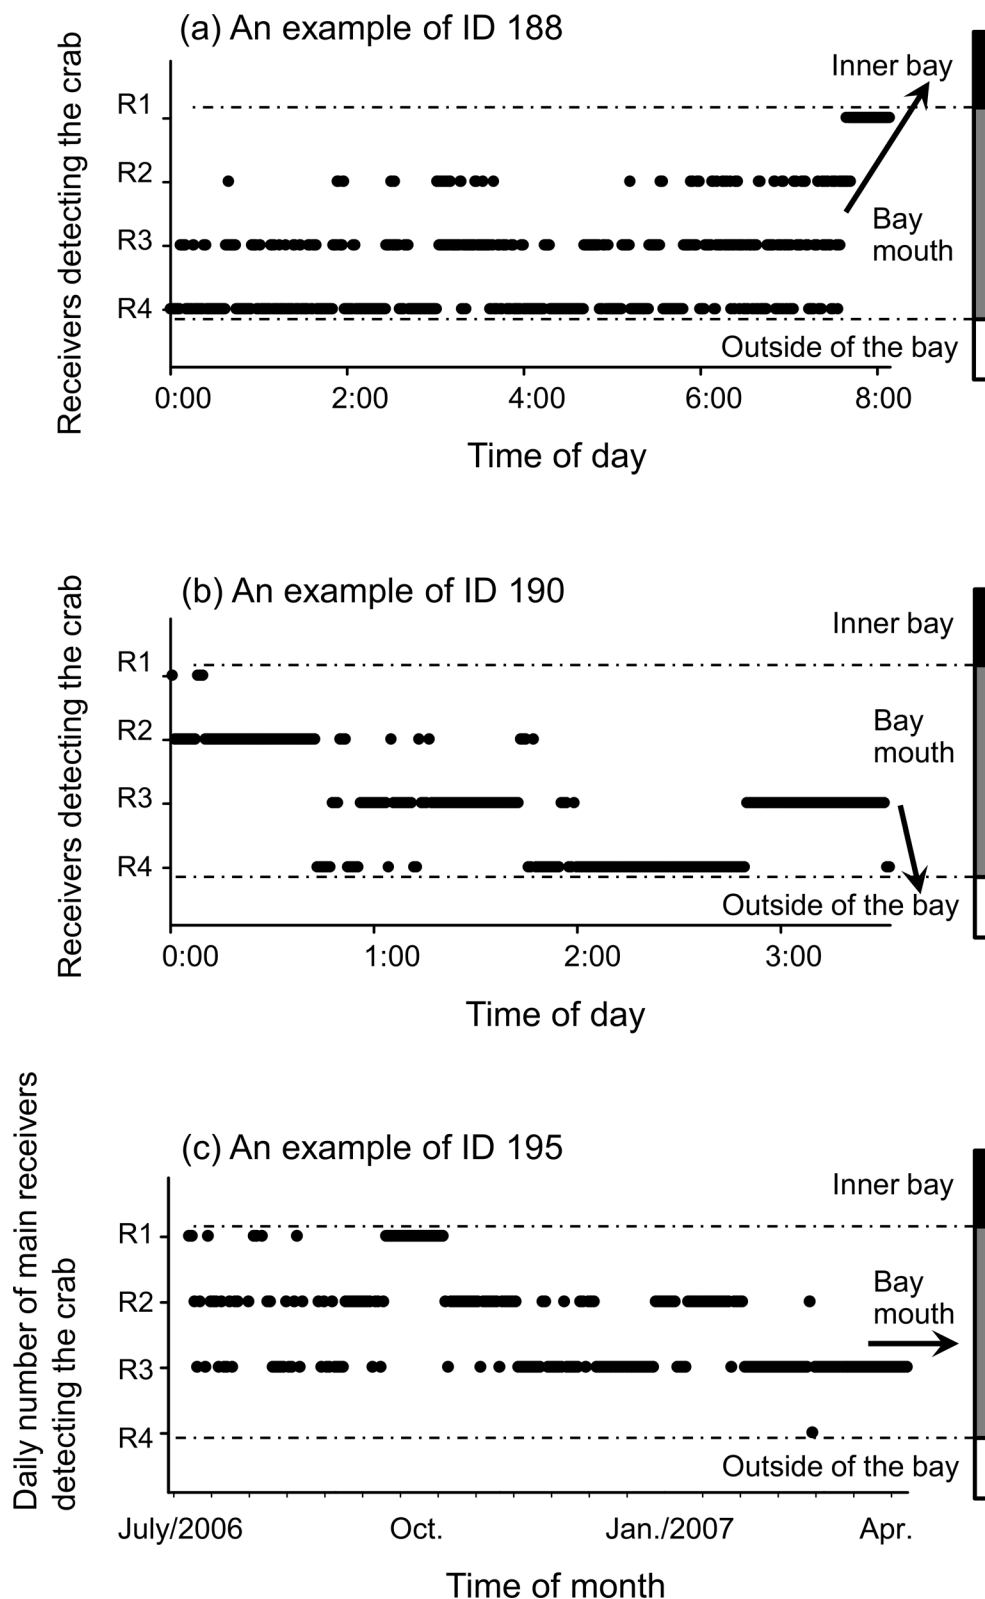 (a) An example of ID 188
Receivers detecting the crab
Inner bay
R1
R2
Bay
mouth
R3
R4
Outside of the bay
0:00 2:00 4:00 6:00 8:00
Time of day
(b) An example of ID 190
Receivers detecting the crab
Inner bay
R1
R2
Bay
mouth
R3
R4
Outside of the bay
0:00 1:00 2:00 3:00
Time of day
(c) An example of ID 195
Daily number of main receivers
detecting the crab
Inner bay
R1
R2
Bay
mouth
R3
R4
Outside of the bay
July/2006 Oct. Jan./2007 Apr.
Time of month